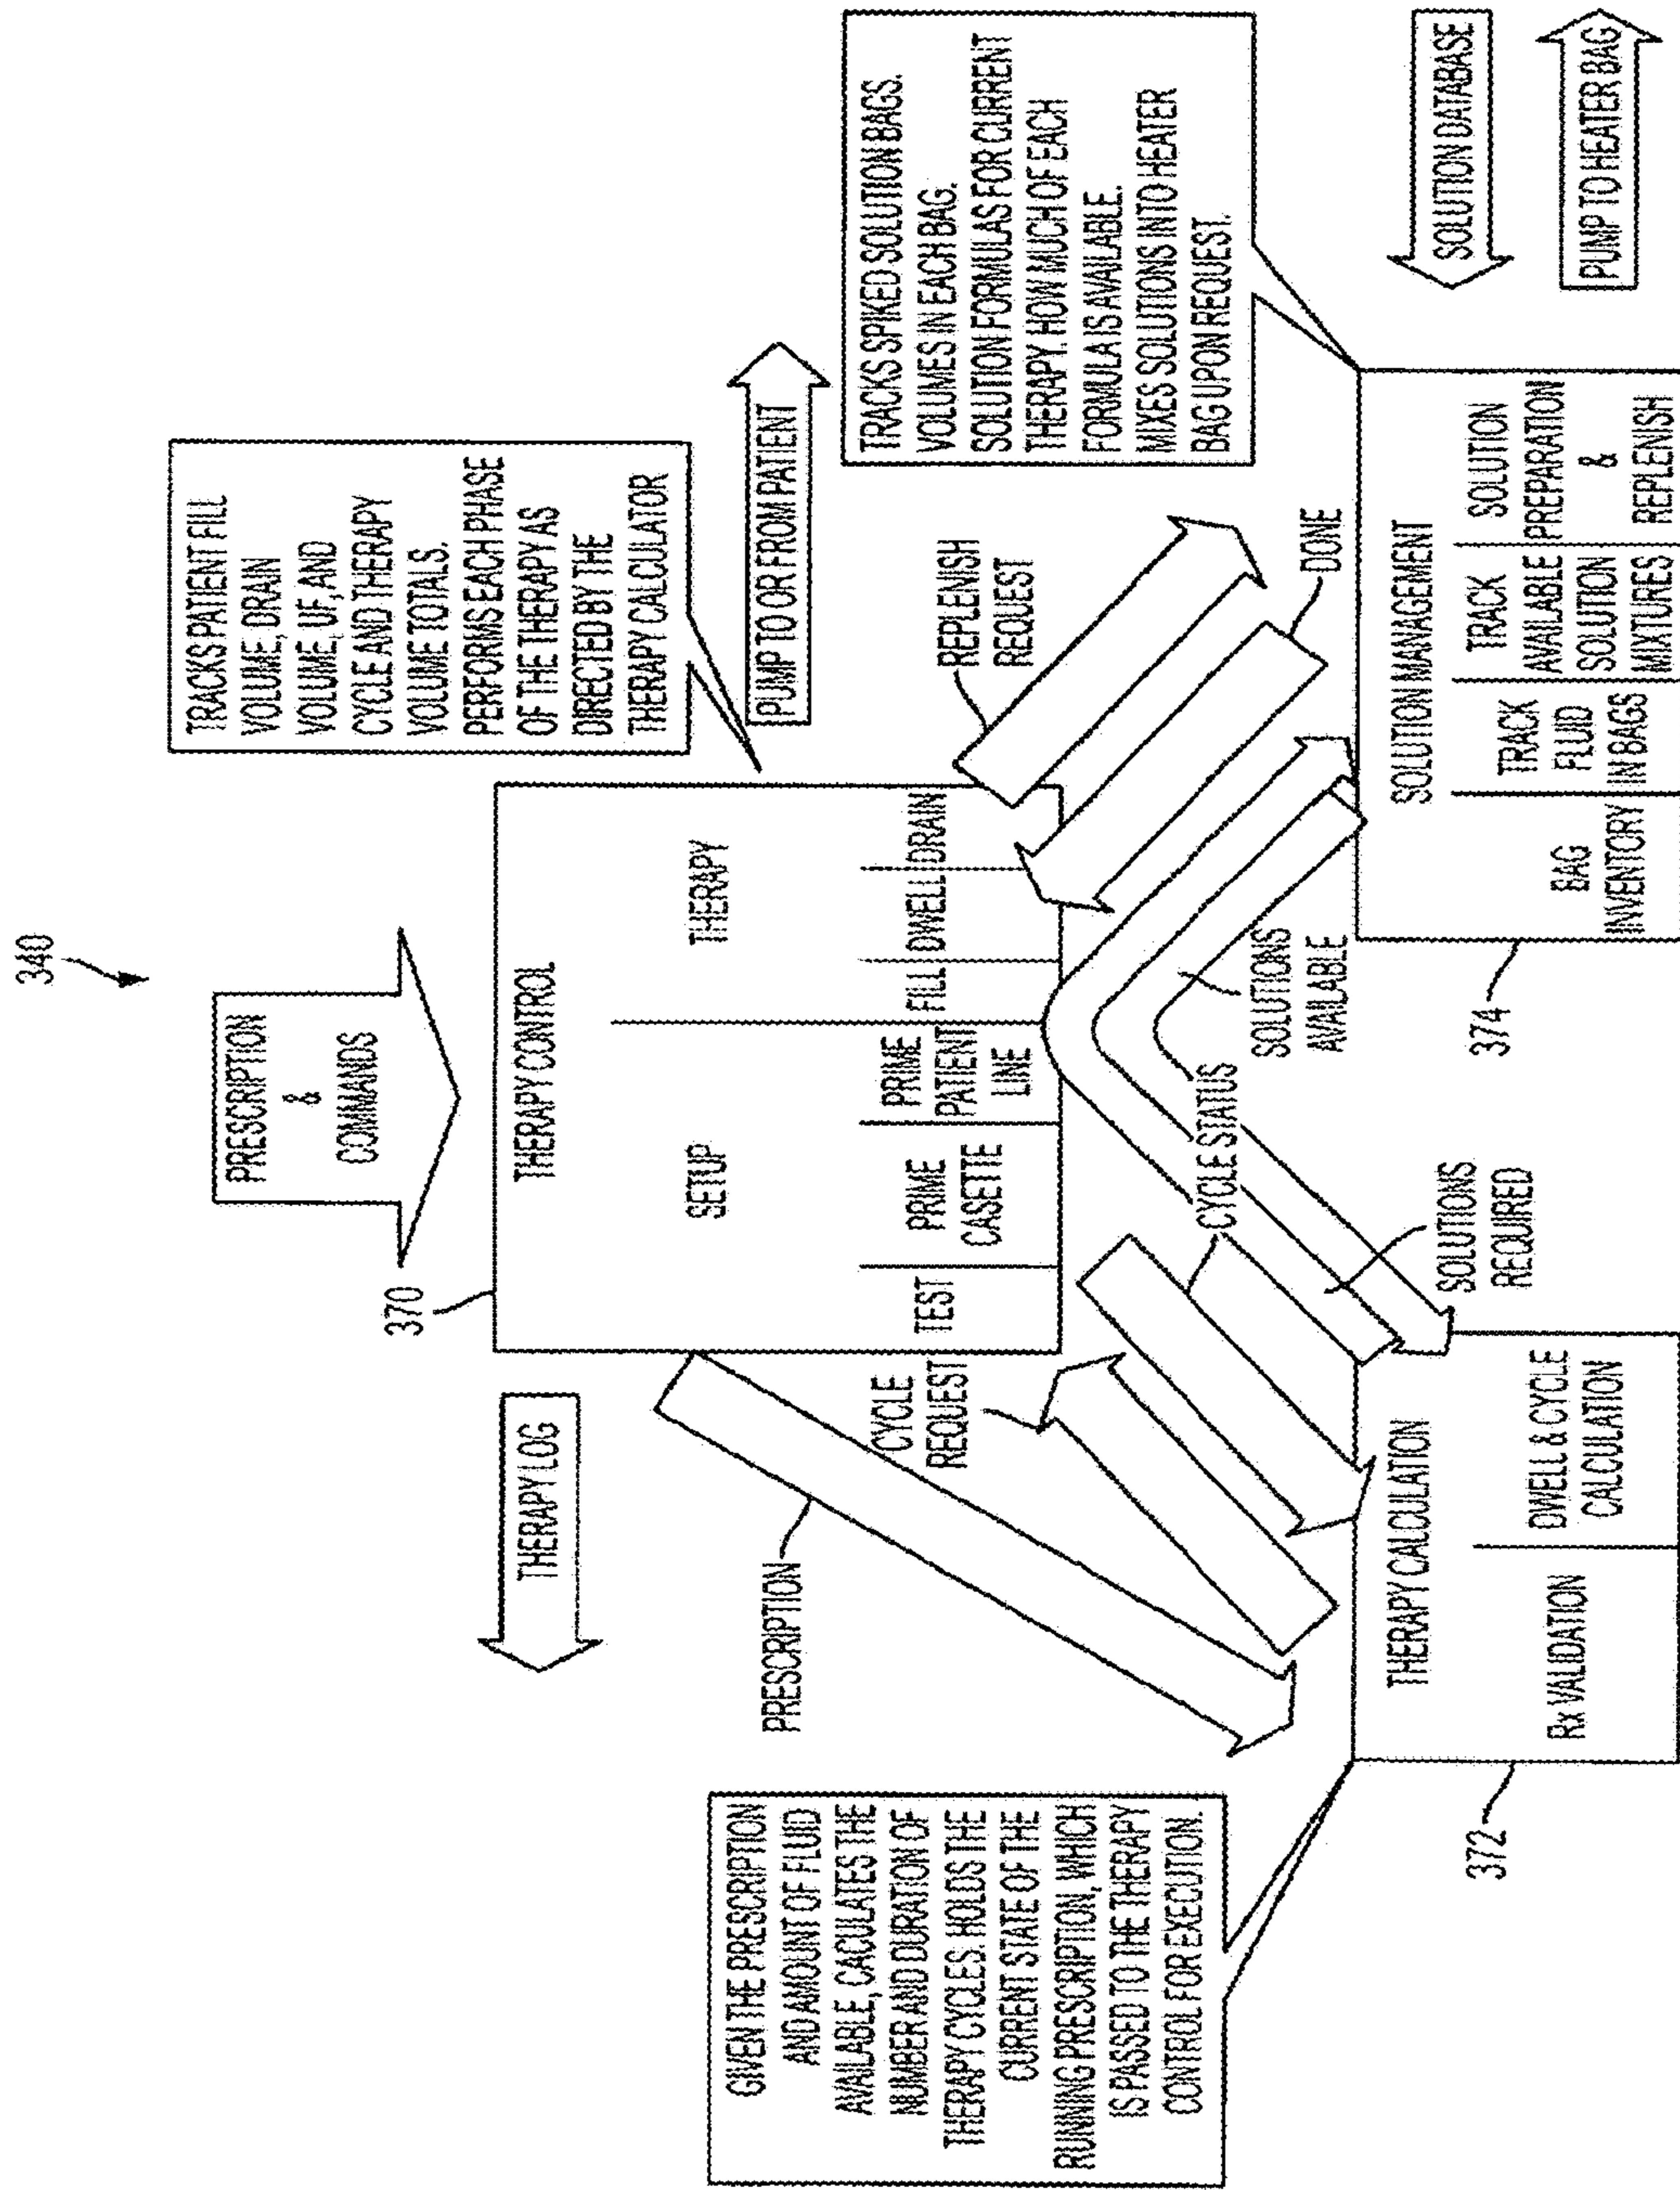 340
PRESCRIPTION
&
COMMANDS
THERAPY LOG
370
THERAPY CONTROL
SETUP
THERAPY
TEST
PRIME
CASETTE
PRIME
PATIENT
LINE
FILL
DWELL
DRAIN
TRACKS PATIENT FILL
VOLUME, DRAIN
VOLUME, UF, AND
CYCLE AND THERAPY
VOLUME TOTALS.
PERFORMS EACH PHASE
OF THE THERAPY AS
DIRECTED BY THE
THERAPY CALCULATOR
PUMP TO OR FROM PATIENT
PRESCRIPTION
CYCLE
REQUEST
CYCLE STATUS
SOLUTIONS
REQUIRED
SOLUTIONS
AVAILABLE
REPLENISH
REQUEST
DONE
GIVEN THE PRESCRIPTION
AND AMOUNT OF FLUID
AVAILABLE, CACULATES THE
NUMBER AND DURATION OF
THERAPY CYCLES. HOLDS THE
CURRENT STATE OF THE
RUNNING PRESCRIPTION, WHICH
IS PASSED TO THE THERAPY
CONTROL FOR EXECUTION.
TRACKS SPIKED SOLUTION BAGS.
VOLUMES IN EACH BAG.
SOLUTION FORMULAS FOR CURRENT
THERAPY. HOW MUCH OF EACH
FORMULA IS AVAILABLE.
MIXES SOLUTIONS INTO HEATER
BAG UPON REQUEST.
372
THERAPY CALCULATION
Rx VALIDATION
DWELL & CYCLE
CALCULATION
374
SOLUTION MANAGEMENT
BAG
INVENTORY
TRACK
FLUID
IN BAGS
TRACK
AVAILABLE
SOLUTION
MIXTURES
SOLUTION
PREPARATION
&
REPLENISH
SOLUTION DATABASE
PUMP TO HEATER BAG